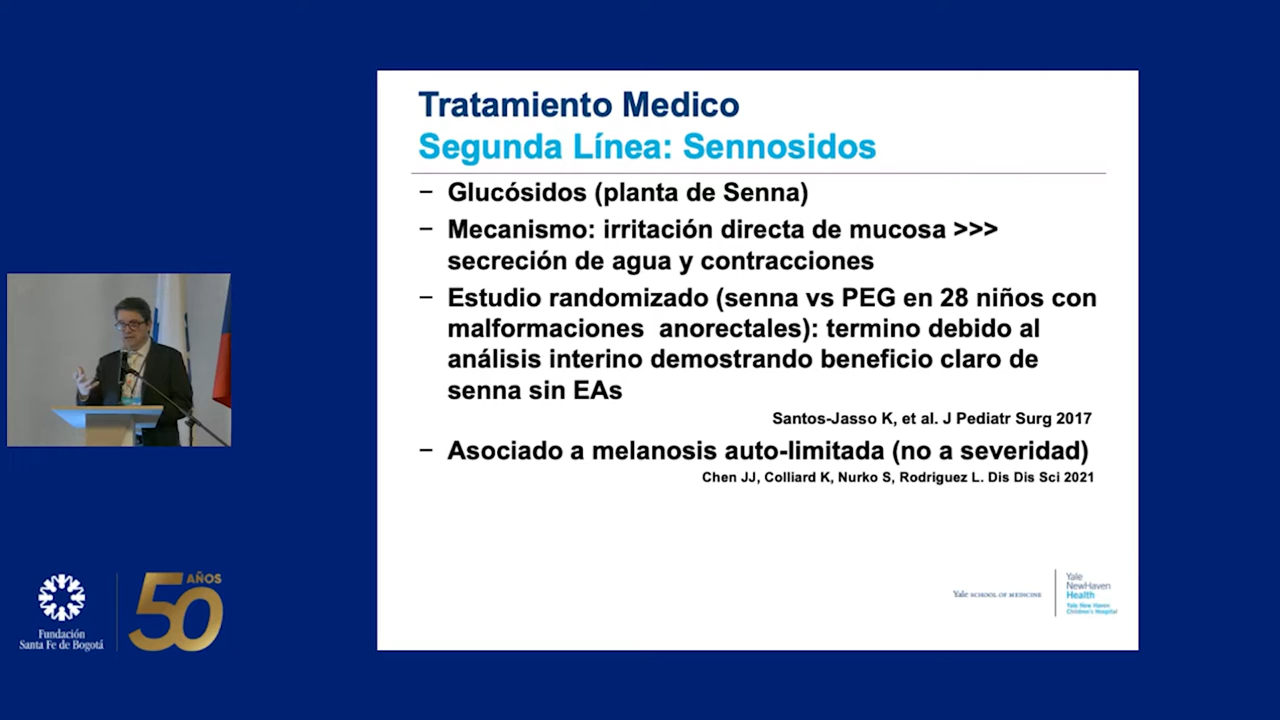 Tratamiento Medico
Segunda Línea: Sennosidos
− Glucósidos (planta de Senna)
− Mecanismo: irritación directa de mucosa >>>
secreción de agua y contracciones
− Estudio randomizado (senna vs PEG en 28 niños con
malformaciones anorectales): termino debido al
análisis interino demostrando beneficio claro de
senna sin EAs
Santos-Jasso K, et al. J Pediatr Surg 2017
− Asociado a melanosis auto-limitada (no a severidad)
Chen JJ, Colliard K, Nurko S, Rodriguez L. Dis Dis Sci 2021
Yale SCHOOL OF MEDICINE
Yale
NewHaven
Health
Yale New Haven
Children's Hospital
Fundación
Santa Fe de Bogotá
50 AÑOS